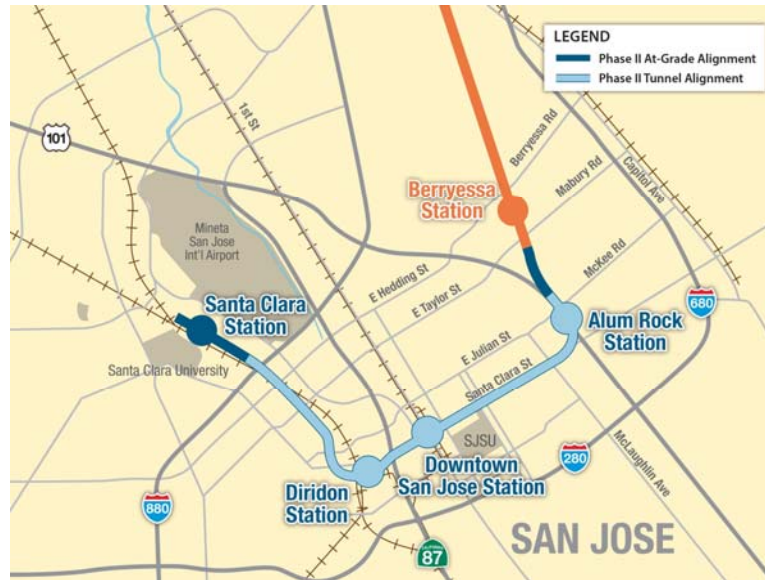 LEGEND
Phase II At-Grade Alignment
Phase II Tunnel Alignment
101
1st St
Berryessa Rd
Mabury Rd
Capitol Ave
Berryessa
Station
McKee Rd
Mineta
San Jose
Int'l Airport
E Hedding St
E Taylor St
680
Santa Clara
Station
Alum Rock
Station
E Julian St
Santa Clara St
Santa Clara University
SJSU
McLaughlin Ave
280
Downtown
San Jose Station
Diridon
Station
880
SAN JOSE
CALIFORNIA
87